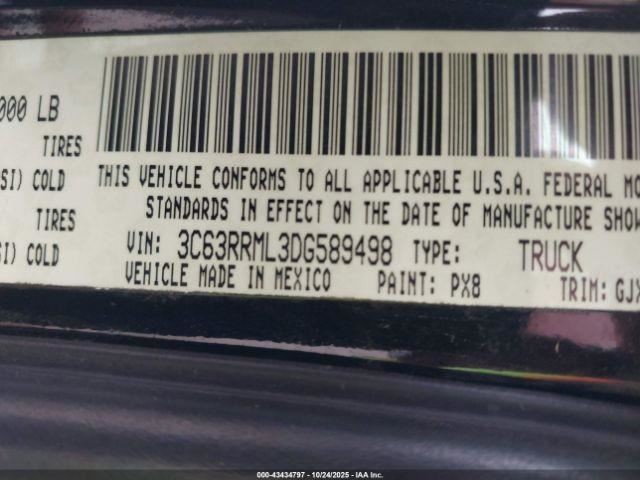 000 LB
TIRES
SI) COLD
THIS VEHICLE CONFORMS TO ALL APPLICABLE U.S.A. FEDERAL MO
TIRES
STANDARDS IN EFFECT ON THE DATE OF MANUFACTURE SHOW
SI) COLD
VIN: 3C63RRML3DG589498 TYPE: TRUCK
VEHICLE MADE IN MEXICO PAINT: PX8 TRIM: GJX
000-43434797 - 10/24/2025 - IAA Inc.